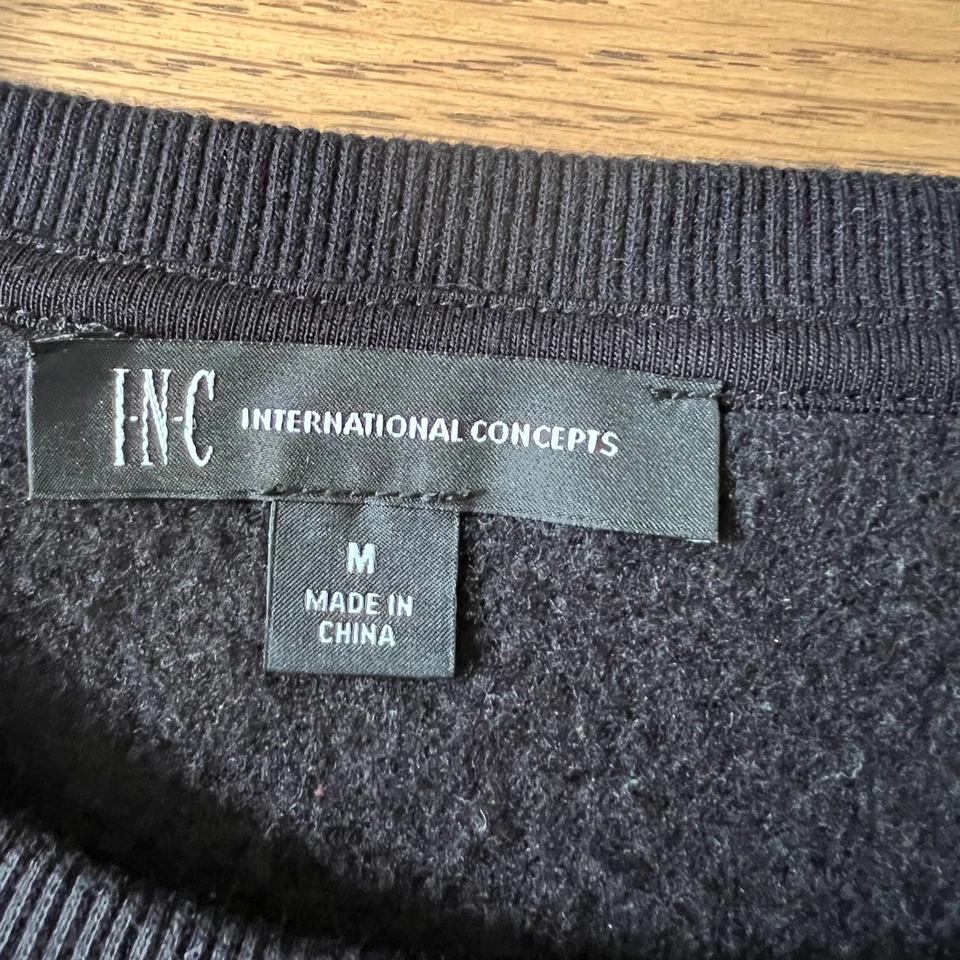 I·N·C INTERNATIONAL CONCEPTS
M
MADE IN
CHINA